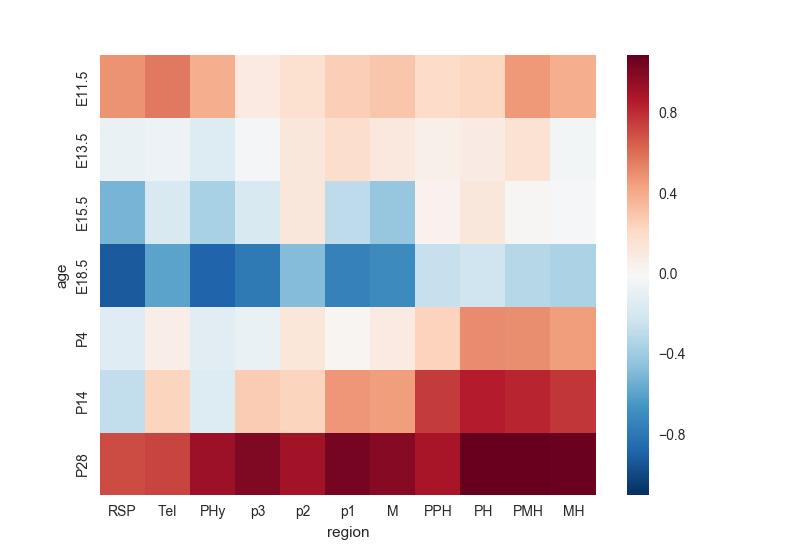 E11.5
E13.5
E15.5
E18.5
P4
P14
P28
age
RSP Tel PHy p3 p2 p1 M PPH PH PMH MH
region
0.8
0.4
0.0
−0.4
−0.8